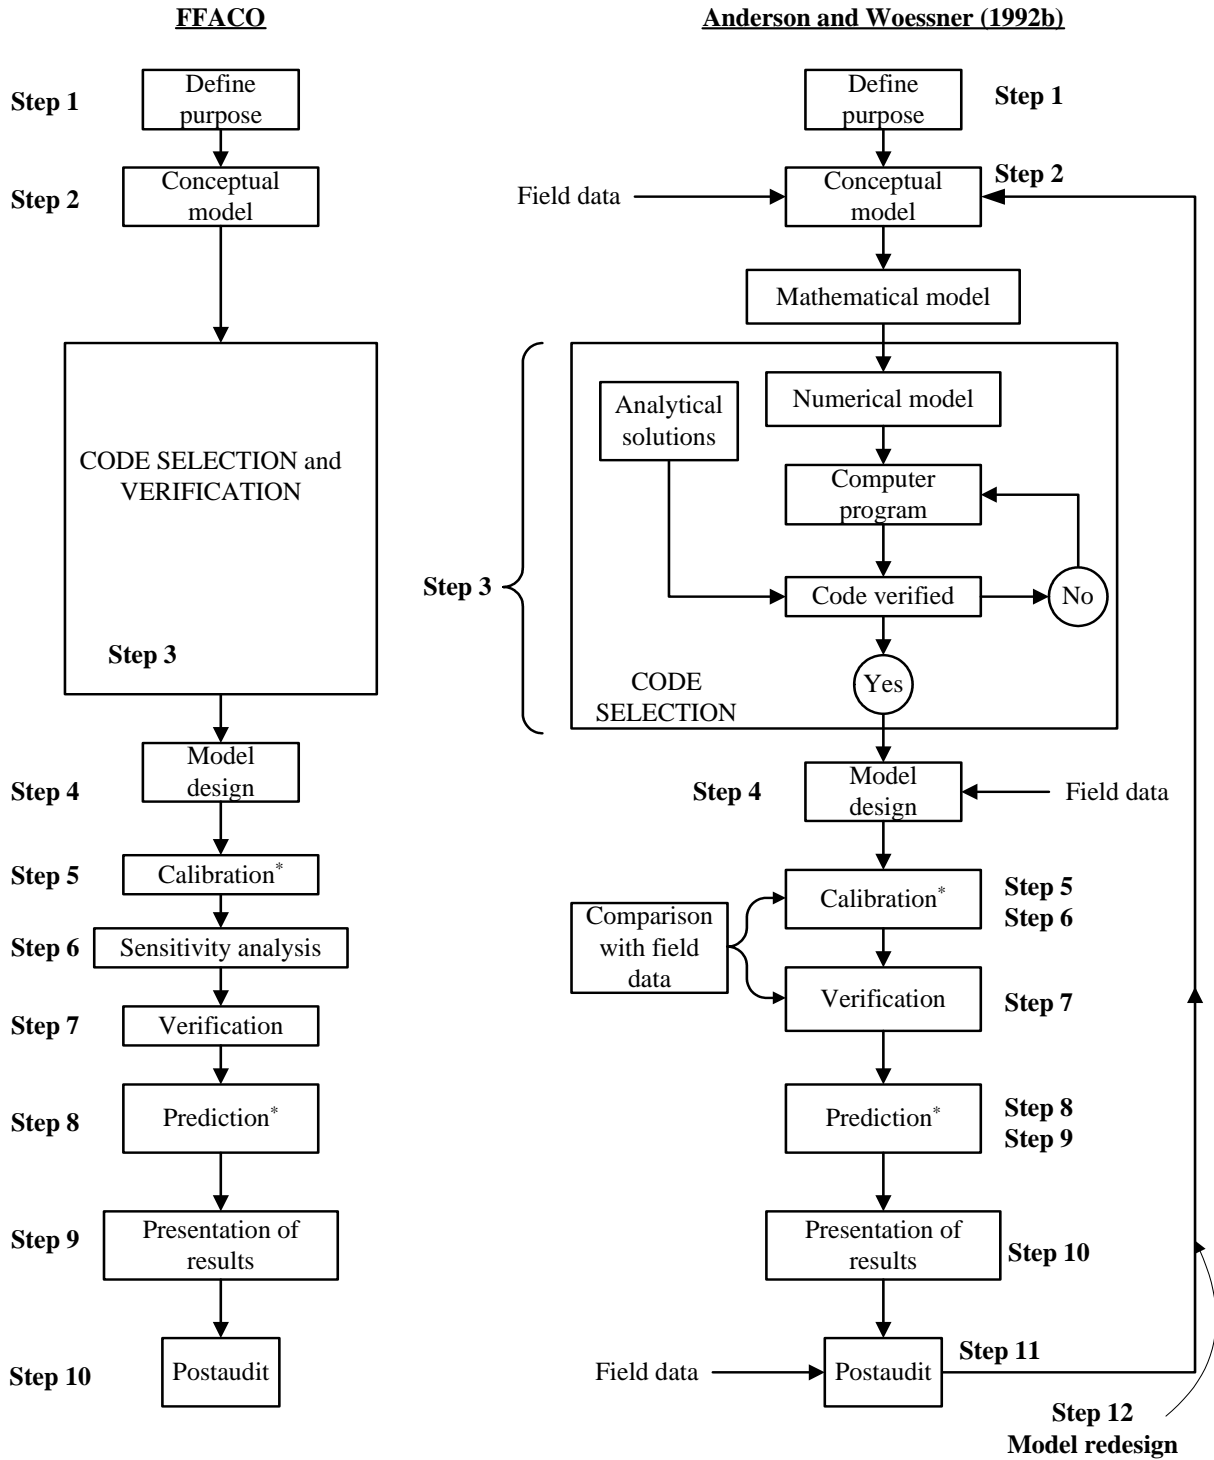 FFACO
Step 1
Define
purpose
Step 2
Conceptual
model
CODE SELECTION and
VERIFICATION
Step 3
Step 4
Model
design
Step 5
Calibration*
Step 6
Sensitivity analysis
Step 7
Verification
Step 8
Prediction*
Step 9
Presentation of
results
Step 10
Postaudit
Anderson and Woessner (1992b)
Define
purpose
Step 1
Field data
Conceptual
model
Step 2
Mathematical model
Step 3
Numerical model
Analytical
solutions
Computer
program
Code verified
No
Yes
CODE
SELECTION
Step 4
Model
design
Field data
Calibration*
Step 5
Step 6
Comparison
with field
data
Verification
Step 7
Prediction*
Step 8
Step 9
Presentation of
results
Step 10
Field data
Postaudit
Step 11
Step 12
Model redesign